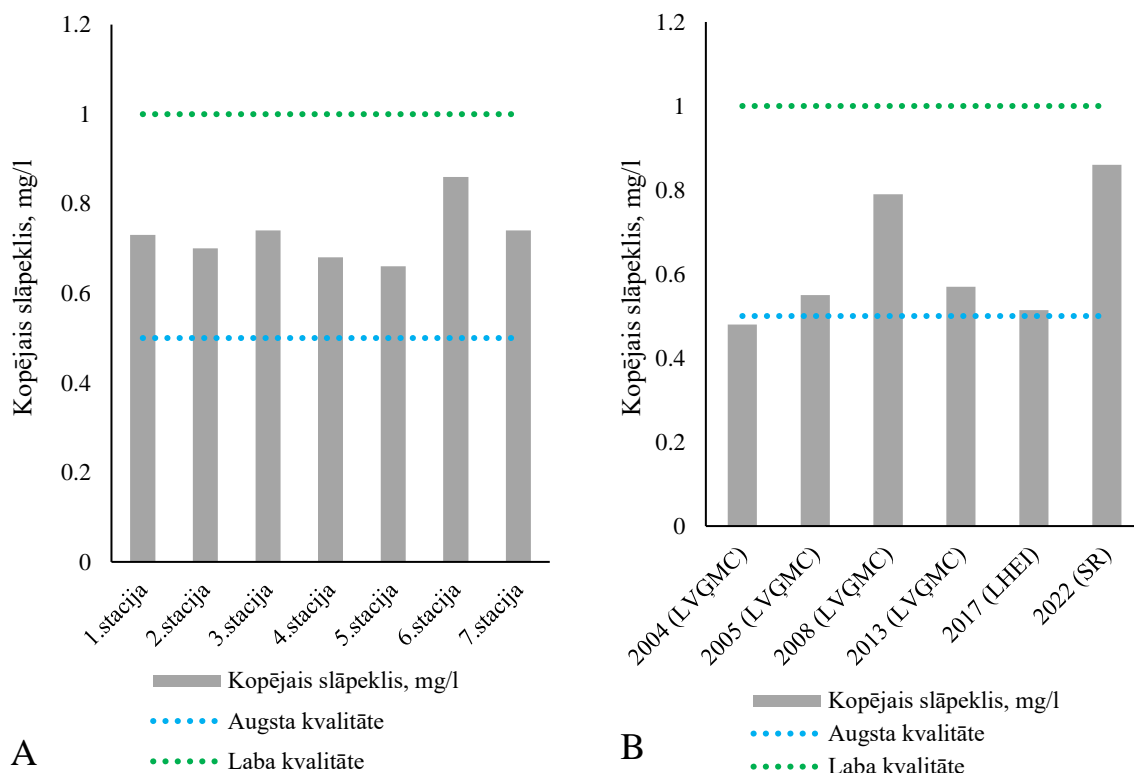 Kopējais slāpeklis, mg/l
1.2
1
0.8
0.6
0.4
0.2
0
1.stacija
2.stacija
3.stacija
4.stacija
5.stacija
6.stacija
7.stacija
Kopējais slāpeklis, mg/l
Augsta kvalitāte
Laba kvalitāte
A
Kopējais slāpeklis, mg/l
1.2
1
0.8
0.6
0.4
0.2
0
2004 (LVĢMC)
2005 (LVĢMC)
2008 (LVĢMC)
2013 (LVĢMC)
2017 (LHEI)
2022 (SR)
Kopējais slāpeklis, mg/l
Augsta kvalitāte
Laba kvalitāte
B